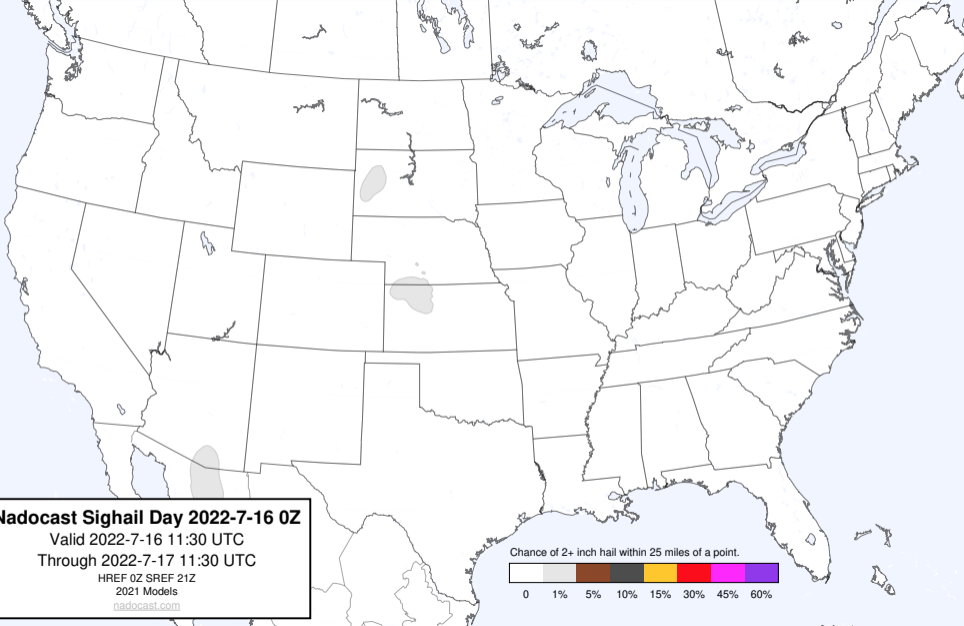 Nadocast Sighail Day 2022-7-16 0Z
Valid 2022-7-16 11:30 UTC
Through 2022-7-17 11:30 UTC
HREF 0Z SREF 21Z
2021 Models
nadocast.com
Chance of 2+ inch hail within 25 miles of a point.
0 1% 5% 10% 15% 30% 45% 60%